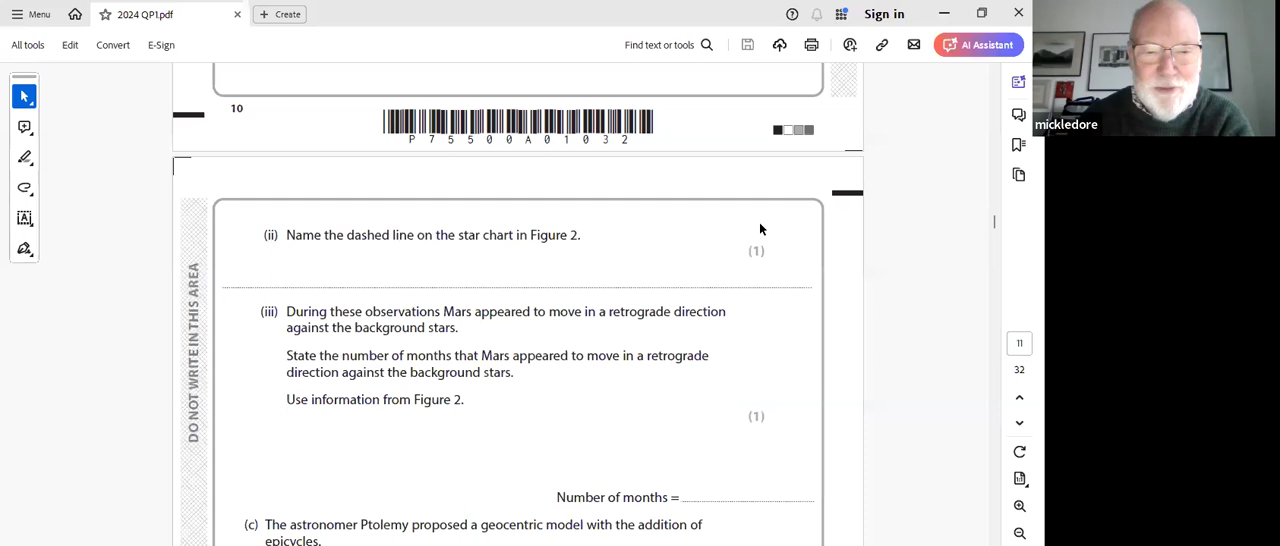 Menu
2024 QP1.pdf
Create
Sign in
All tools
Edit
Convert
E-Sign
Find text or tools
AI Assistant
mickledore
10
P 7 5 5 0 0 A 0 1 0 3 2
DO NOT WRITE IN THIS AREA
(ii) Name the dashed line on the star chart in Figure 2.
(1)
(iii) During these observations Mars appeared to move in a retrograde direction
against the background stars.
State the number of months that Mars appeared to move in a retrograde
direction against the background stars.
Use information from Figure 2.
(1)
Number of months =
(c) The astronomer Ptolemy proposed a geocentric model with the addition of
epicycles.
11
32